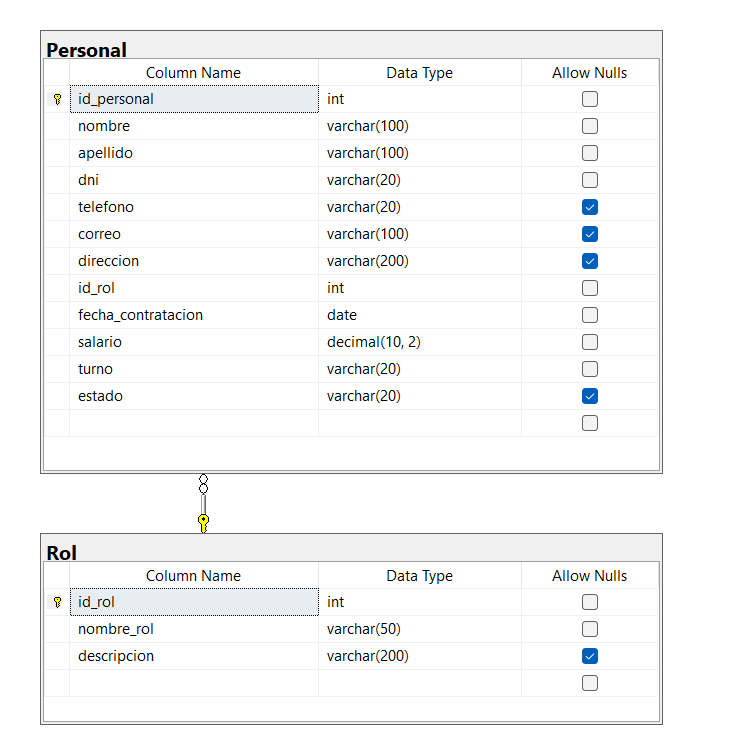 Personal
Column Name Data Type Allow Nulls
id_personal int
nombre varchar(100)
apellido varchar(100)
dni varchar(20)
telefono varchar(20)
correo varchar(100)
direccion varchar(200)
id_rol int
fecha_contratacion date
salario decimal(10, 2)
turno varchar(20)
estado varchar(20)
Rol
Column Name Data Type Allow Nulls
id_rol int
nombre_rol varchar(50)
descripcion varchar(200)